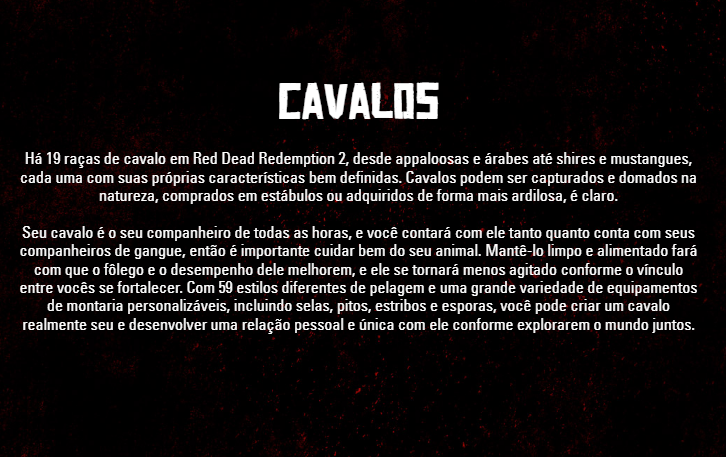 CAVALOS
Há 19 raças de cavalo em Red Dead Redemption 2, desde appaloosas e árabes até shires e mustangues,
cada uma com suas próprias características bem definidas. Cavalos podem ser capturados e domados na
natureza, comprados em estábulos ou adquiridos de forma mais ardilosa, é claro.
Seu cavalo é o seu companheiro de todas as horas, e você contará com ele tanto quanto conta com seus
companheiros de gangue, então é importante cuidar bem do seu animal. Mantê-lo limpo e alimentado fará
com que o fôlego e o desempenho dele melhorem, e ele se tornará menos agitado conforme o vínculo
entre vocês se fortalecer. Com 59 estilos diferentes de pelagem e uma grande variedade de equipamentos
de montaria personalizáveis, incluindo selas, pitos, estribos e esporas, você pode criar um cavalo
realmente seu e desenvolver uma relação pessoal e única com ele conforme explorarem o mundo juntos.